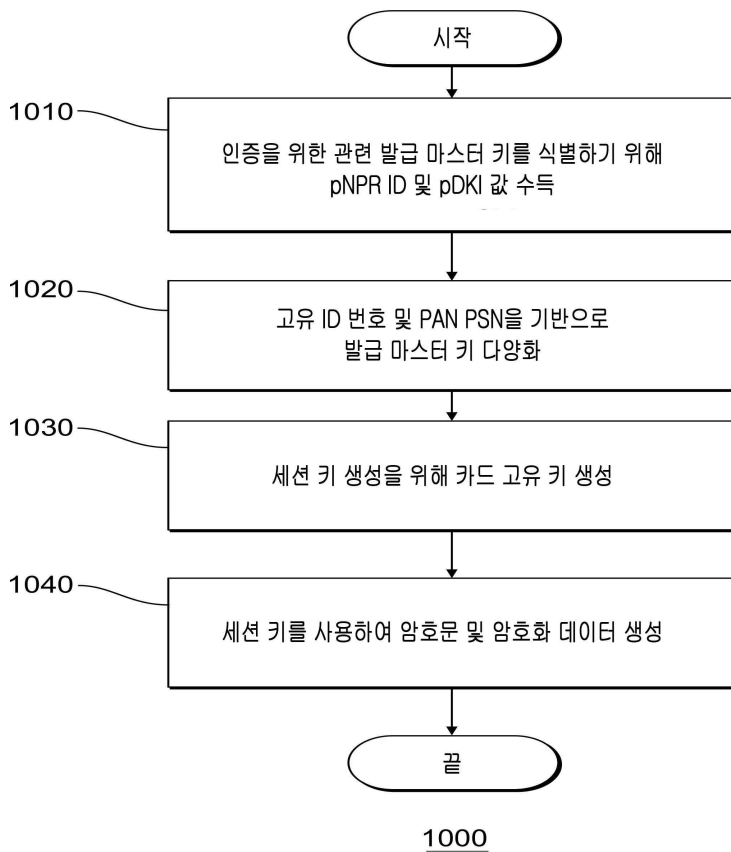 시작
1010
인증을 위한 관련 발급 마스터 키를 식별하기 위해
pNPR ID 및 pDKI 값 수득
1020
고유 ID 번호 및 PAN PSN을 기반으로
발급 마스터 키 다양화
1030
세션 키 생성을 위해 카드 고유 키 생성
1040
세션 키를 사용하여 암호문 및 암호화 데이터 생성
끝
1000